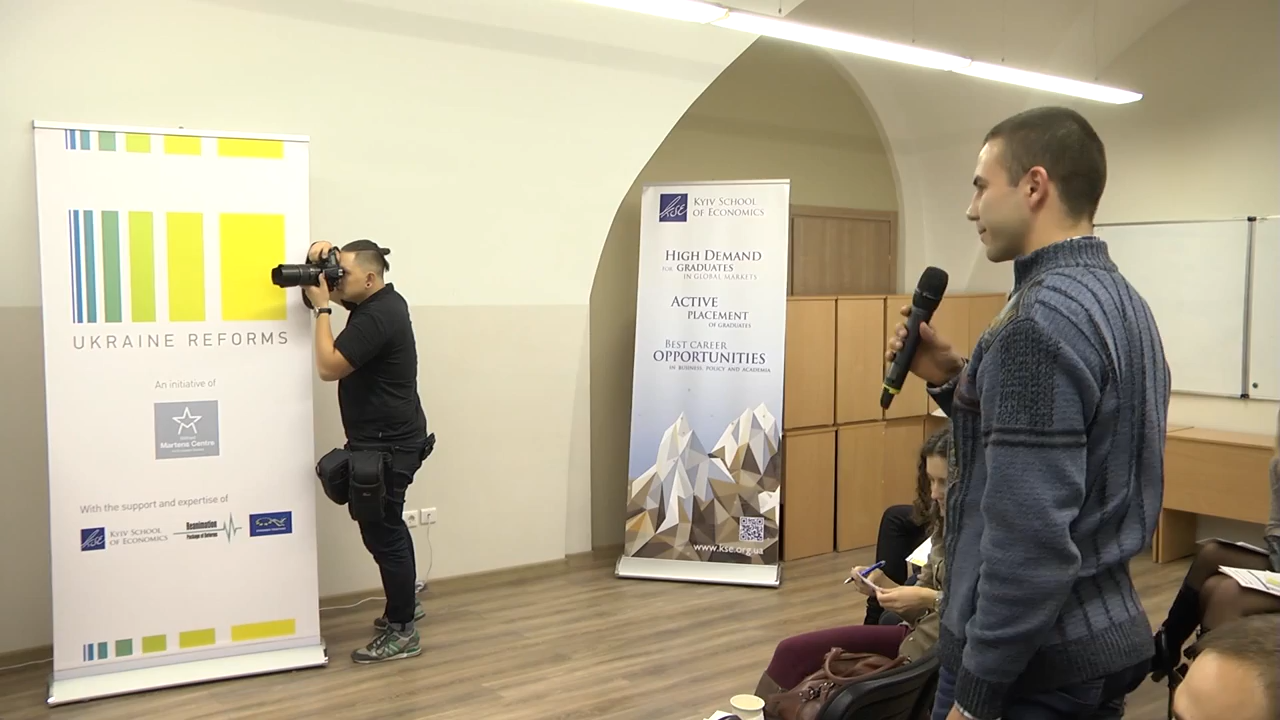 UKRAINE REFORMS
An initiative of
Martens Centre
With the support and expertise of
KYIV SCHOOL
OF ECONOMICS
Reanimation
Package of Reforms
KSE
KYIV SCHOOL
OF ECONOMICS
HIGH DEMAND
FOR GRADUATES
IN GLOBAL MARKETS
ACTIVE
PLACEMENT
OF GRADUATES
BEST CAREER
OPPORTUNITIES
IN BUSINESS, POLICY AND ACADEMIA
www.kse.org.ua